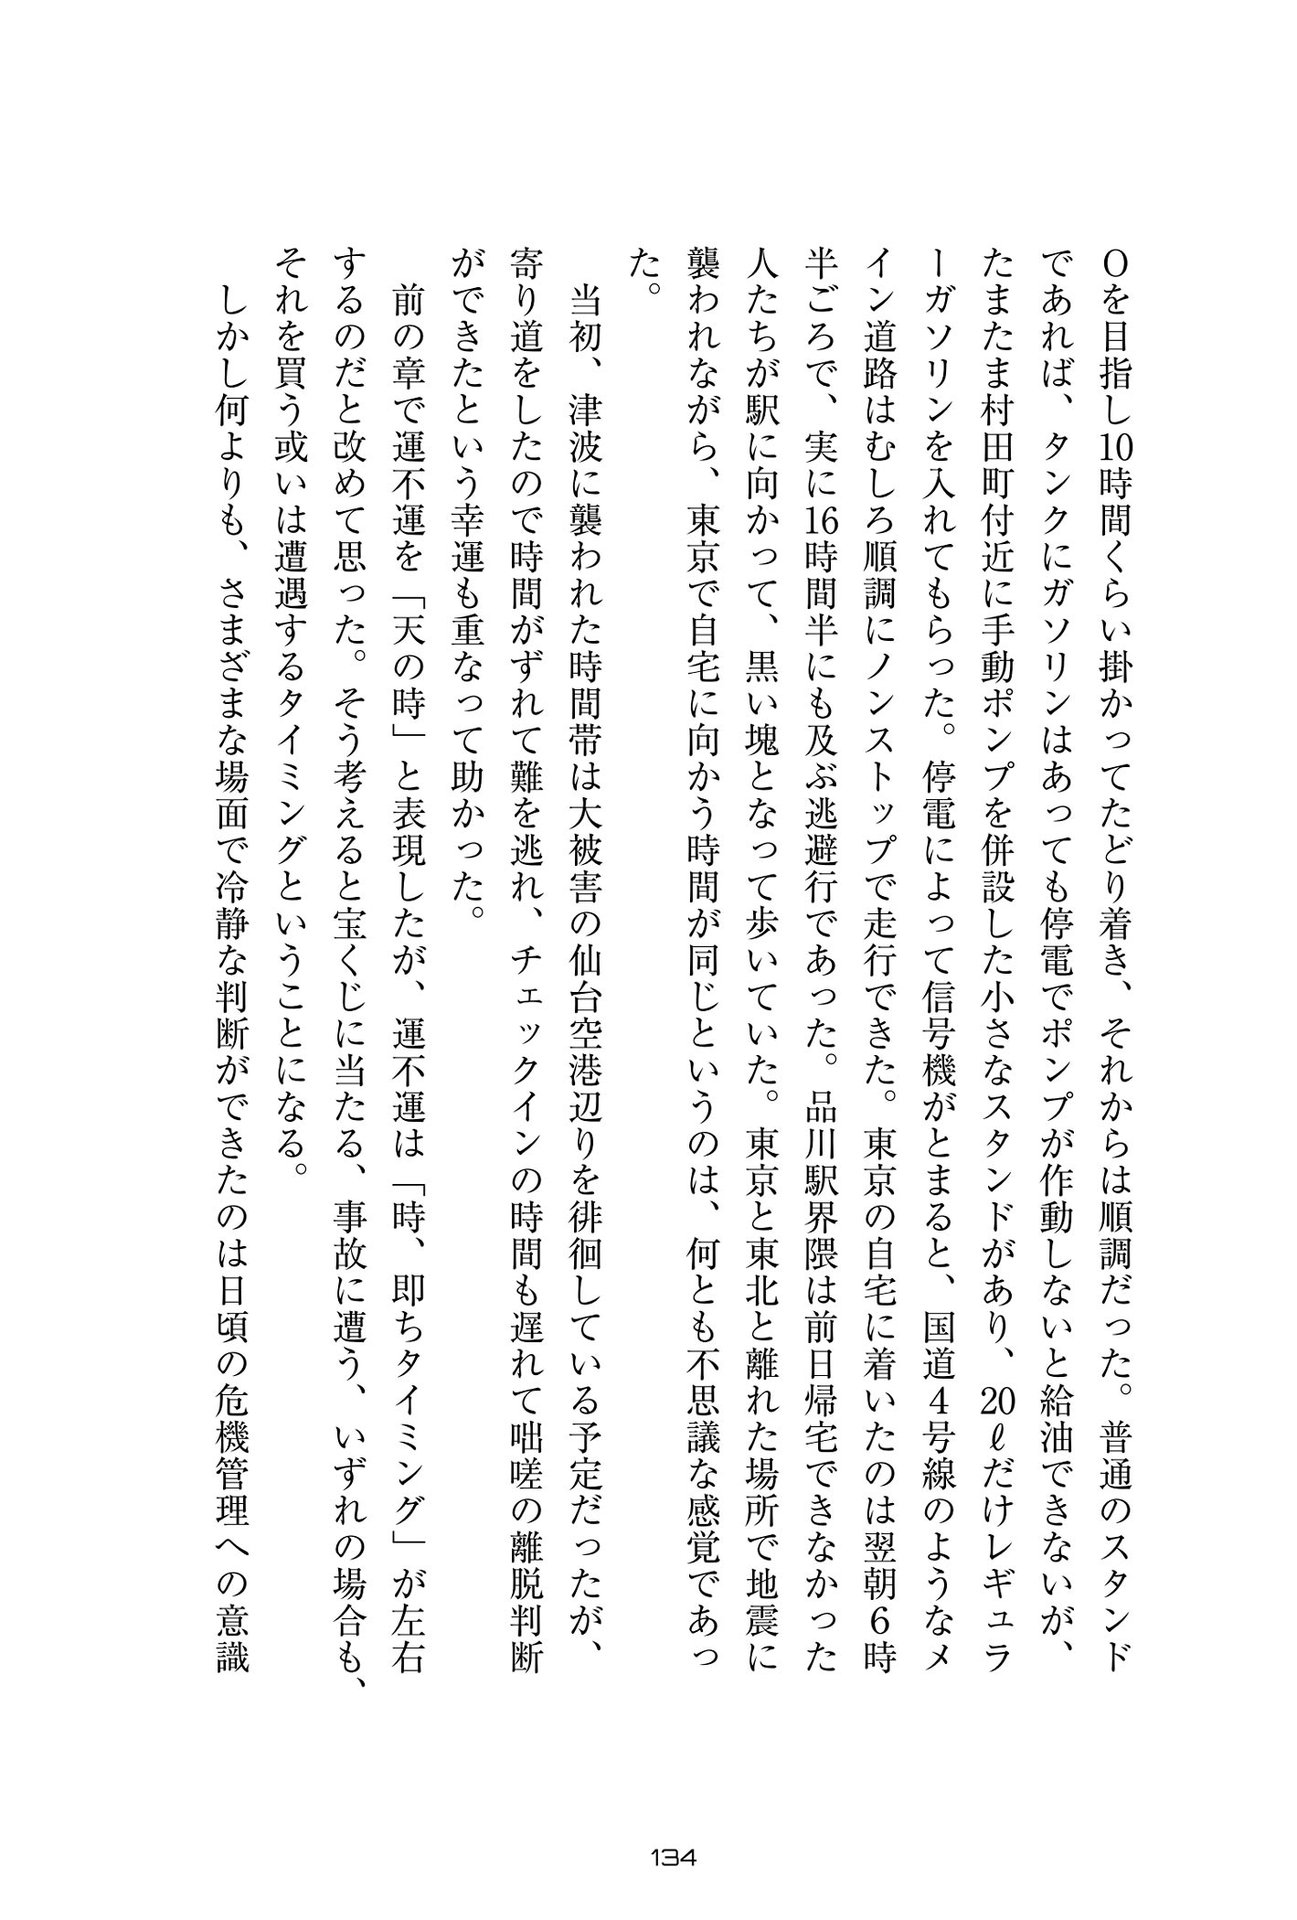 Oを目指し10時間くらい掛かってたどり着き、それからは順調だった。普通のスタンド
であれば、タンクにガソリンはあっても停電でポンプが作動しないと給油できないが、
たまたま村田町付近に手動ポンプを併設した小さなスタンドがあり、20ℓだけレギュラ
ーガソリンを入れてもらった。停電によって信号機がとまると、国道4号線のようなメ
イン道路はむしろ順調にノンストップで走行できた。東京の自宅に着いたのは翌朝6時
半ごろで、実に16時間半にも及ぶ逃避行であった。品川駅界隈は前日帰宅できなかった
人たちが駅に向かって、黒い塊となって歩いていた。東京と東北と離れた場所で地震に
襲われながら、東京で自宅に向かう時間が同じというのは、何とも不思議な感覚であっ
た。
当初、津波に襲われた時間帯は大被害の仙台空港辺りを徘徊している予定だったが、
寄り道をしたので時間がずれて難を逃れ、チェックインの時間も遅れて咄嗟の離脱判断
ができたという幸運も重なって助かった。
前の章で運不運を「天の時」と表現したが、運不運は「時、即ちタイミング」が左右
するのだと改めて思った。そう考えると宝くじに当たる、事故に遭う、いずれの場合も、
それを買う或いは遭遇するタイミングということになる。
しかし何よりも、さまざまな場面で冷静な判断ができたのは日頃の危機管理への意識
134